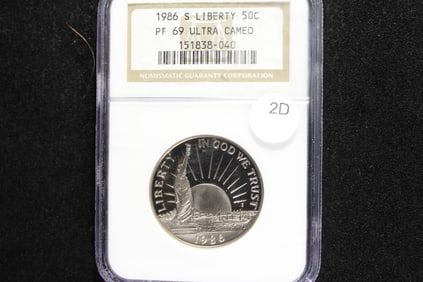 1986 S LIBERTY 50C
PF 69 ULTRA CAMEO
151838-040
NUMISMATIC GUARANTY CORPORATION
2D
LIBERTY
IN GOD WE TRUST
1986